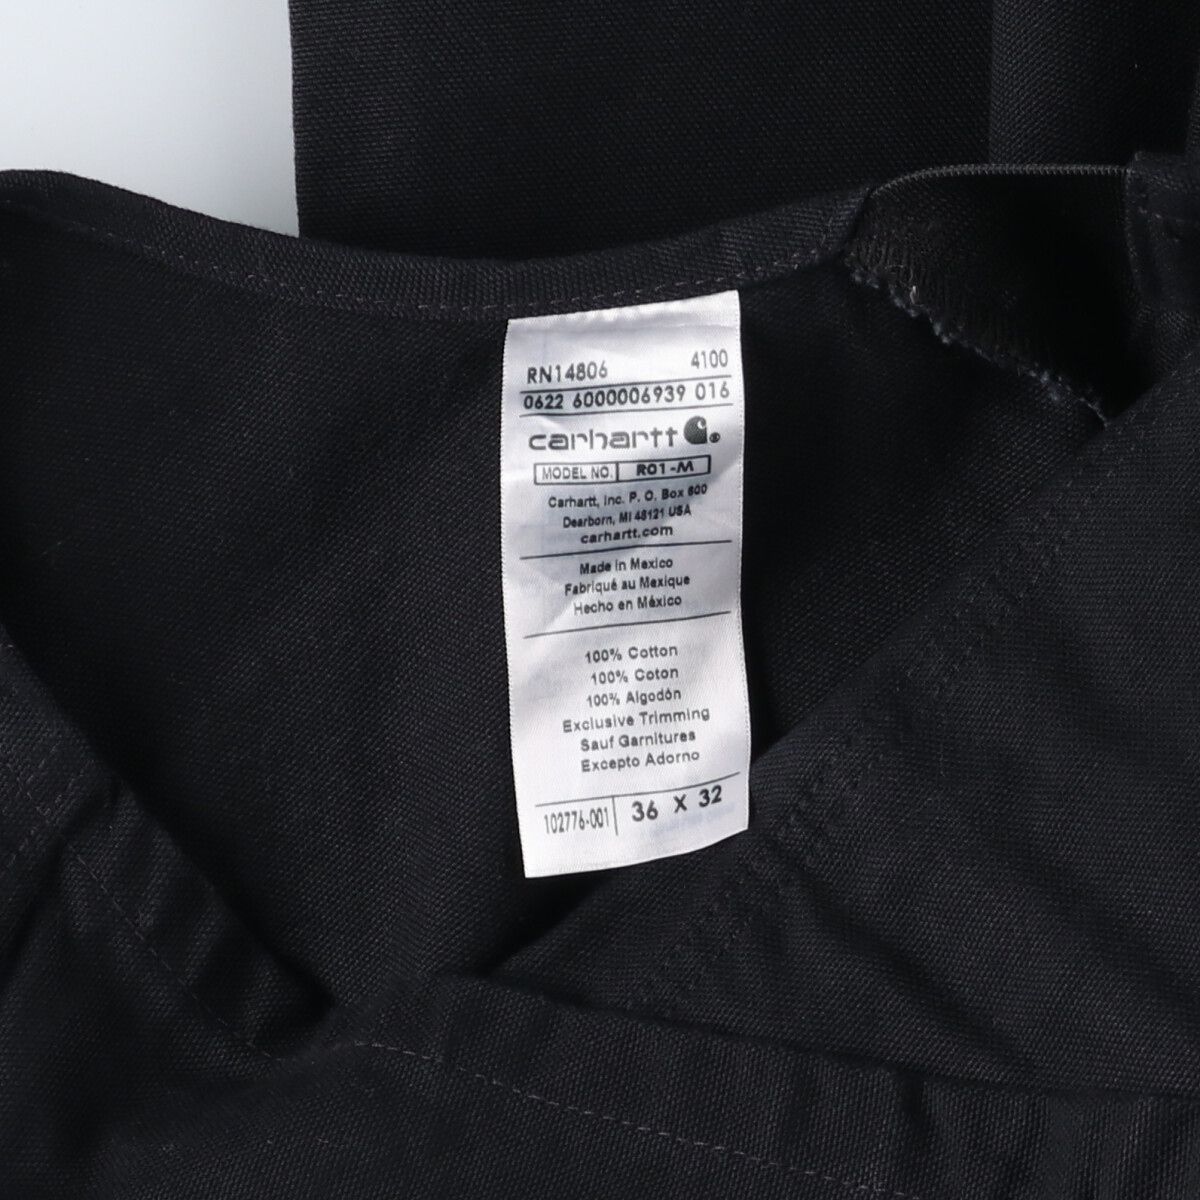 RN14806 4100
0622 6000006939 016
carhartt®
MODEL NO. R01-M
Carhartt, Inc. P. O. Box 600
Dearborn, MI 48121 USA
carhartt.com
Made in Mexico
Fabriqué au Mexique
Hecho en México
100% Cotton
100% Coton
100% Algodón
Exclusive Trimming
Sauf Garnitures
Excepto Adorno
102776-001 36 X 32